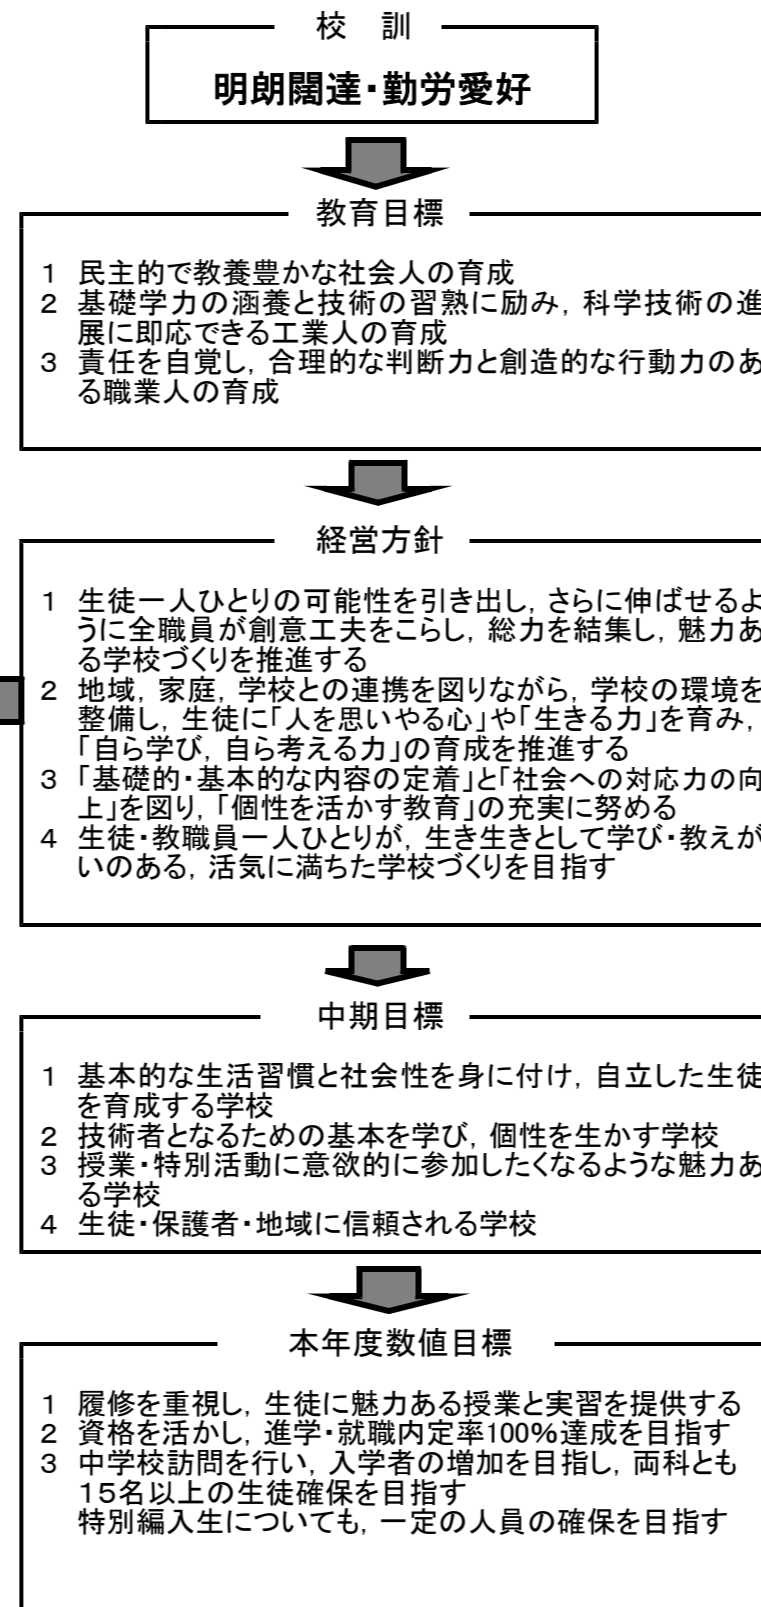 校　訓
明朗闊達・勤労愛好
教育目標
１　民主的で教養豊かな社会人の育成
２　基礎学力の涵養と技術の習熟に励み，科学技術の進
展に即応できる工業人の育成
３　責任を自覚し，合理的な判断力と創造的な行動力のあ
る職業人の育成
経営方針
１　生徒一人ひとりの可能性を引き出し，さらに伸ばせるよ
うに全職員が創意工夫をこらし，総力を結集し，魅力あ
る学校づくりを推進する
２　地域，家庭，学校との連携を図りながら，学校の環境を
整備し，生徒に「人を思いやる心」や「生きる力」を育み，
「自ら学び，自ら考える力」の育成を推進する
３　「基礎的・基本的な内容の定着」と「社会への対応力の向
上」を図り，「個性を活かす教育」の充実に努める
４　生徒・教職員一人ひとりが，生き生きとして学び・教えが
いのある，活気に満ちた学校づくりを目指す
中期目標
１　基本的な生活習慣と社会性を身に付け，自立した生徒
を育成する学校
２　技術者となるための基本を学び，個性を生かす学校
３　授業・特別活動に意欲的に参加したくなるような魅力あ
る学校
４　生徒・保護者・地域に信頼される学校
本年度数値目標
１　履修を重視し，生徒に魅力ある授業と実習を提供する
２　資格を活かし，進学・就職内定率100%達成を目指す
３　中学校訪問を行い，入学者の増加を目指し，両科とも
１５名以上の生徒確保を目指す
特別編入生についても，一定の人員の確保を目指す